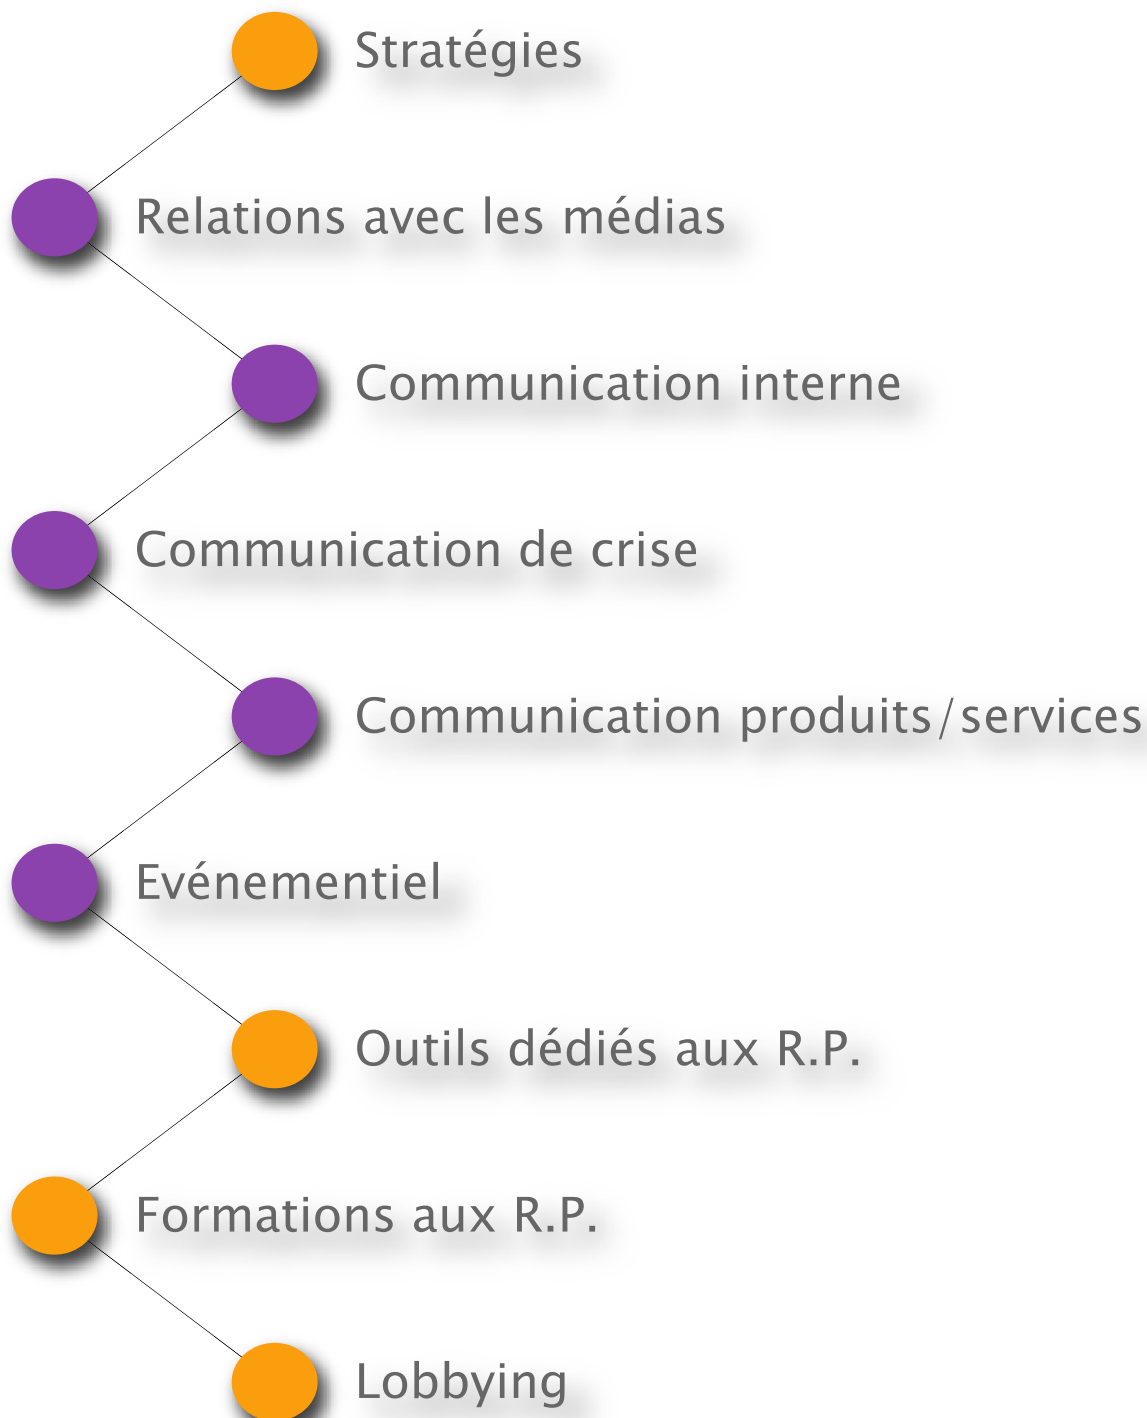 Stratégies
Relations avec les médias
Communication interne
Communication de crise
Communication produits/services
Evénementiel
Outils dédiés aux R.P.
Formations aux R.P.
Lobbying